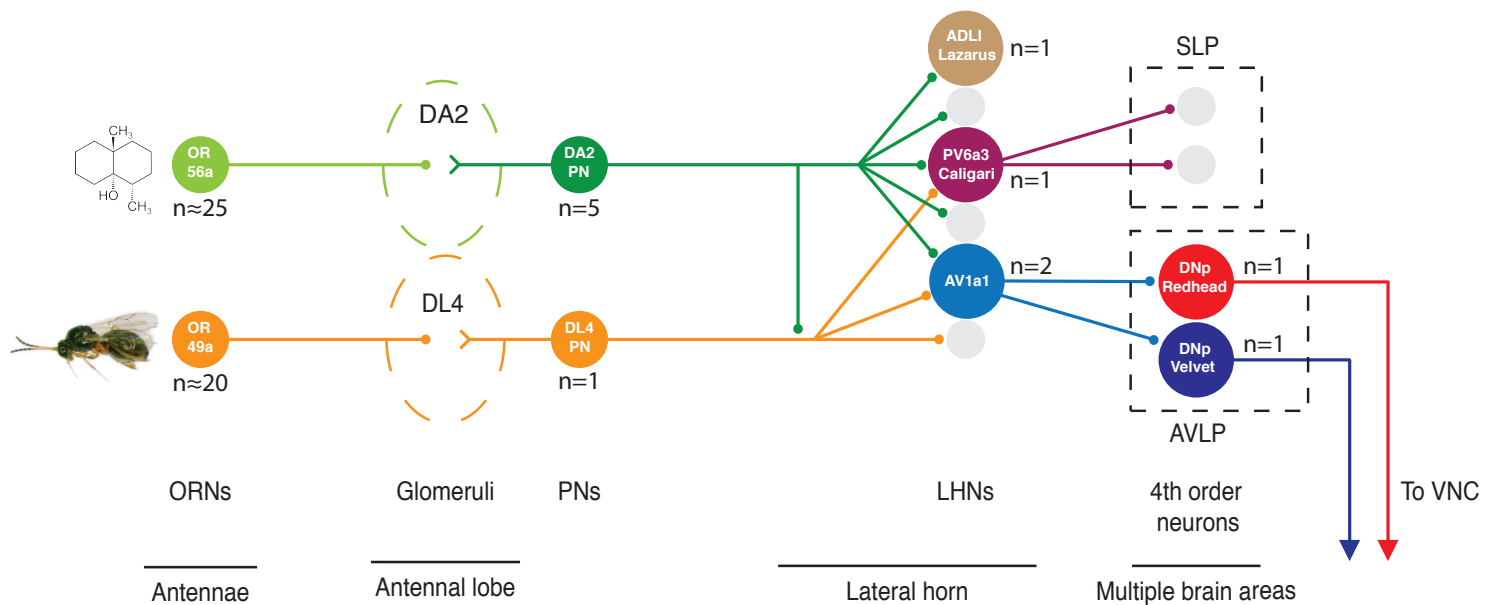 CH₃
HO
CH₃
OR
56a
n≈25
DA2
DA2
PN
n=5
ADLI
Lazarus
n=1
PV6a3
Caligari
n=1
SLP
OR
49a
n≈20
DL4
DL4
PN
n=1
AV1a1
n=2
DNp
Redhead
n=1
DNp
Velvet
n=1
AVLP
ORNs
Glomeruli
PNs
LHNs
4th order
neurons
To VNC
Antennae
Antennal lobe
Lateral horn
Multiple brain areas